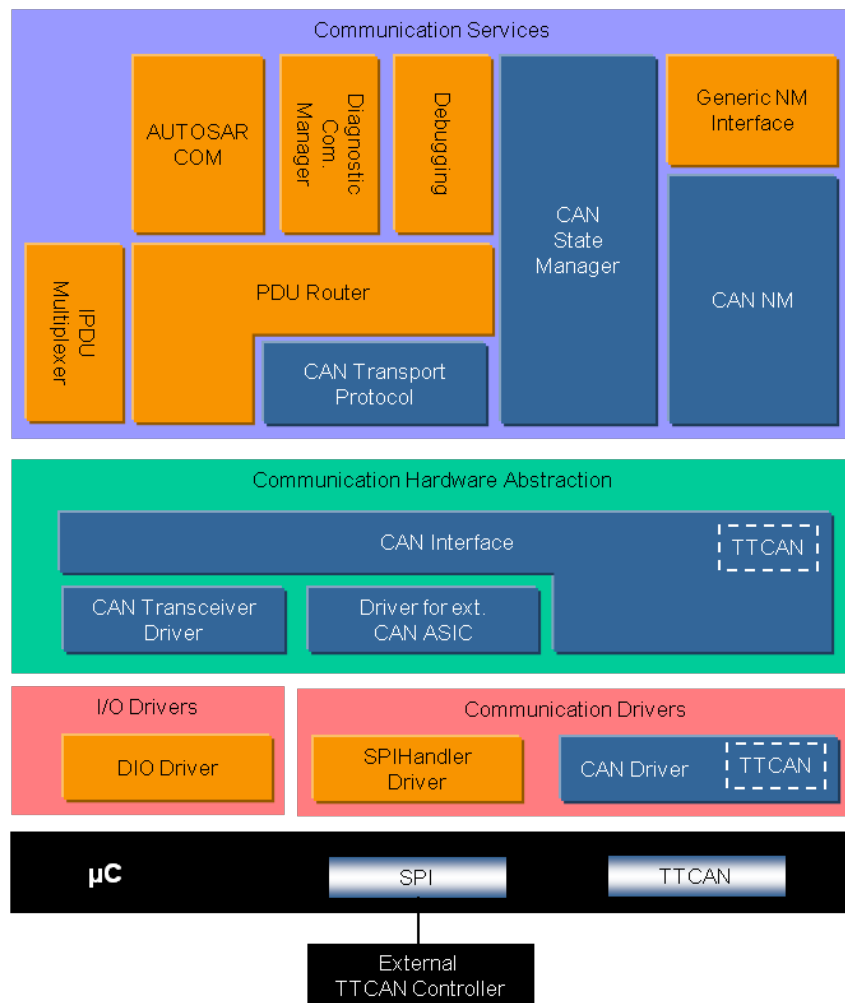 Communication Services
AUTOSAR
COM
Diagnostic
Com.
Manager
Debugging
CAN
State
Manager
Generic NM
Interface
IPDU
Multiplexer
PDU Router
CAN NM
CAN Transport
Protocol
Communication Hardware Abstraction
CAN Interface
TTCAN
CAN Transceiver
Driver
Driver for ext.
CAN ASIC
I/O Drivers
Communication Drivers
DIO Driver
SPIHandler
Driver
CAN Driver
TTCAN
µC
SPI
TTCAN
External
TTCAN Controller